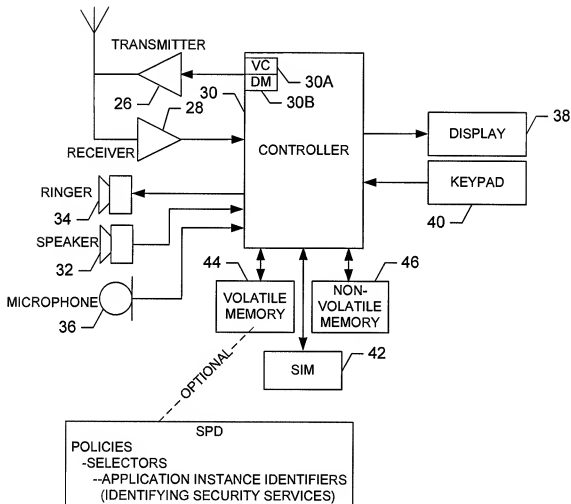 TRANSMITTER
26
28
RECEIVER
30
VC
DM
30A
30B
CONTROLLER
DISPLAY
38
KEYPAD
40
RINGER
34
SPEAKER
32
MICROPHONE
36
44
VOLATILE
MEMORY
46
NON-
VOLATILE
MEMORY
SIM
42
OPTIONAL
SPD
POLICIES
-SELECTORS
--APPLICATION INSTANCE IDENTIFIERS
(IDENTIFYING SECURITY SERVICES)